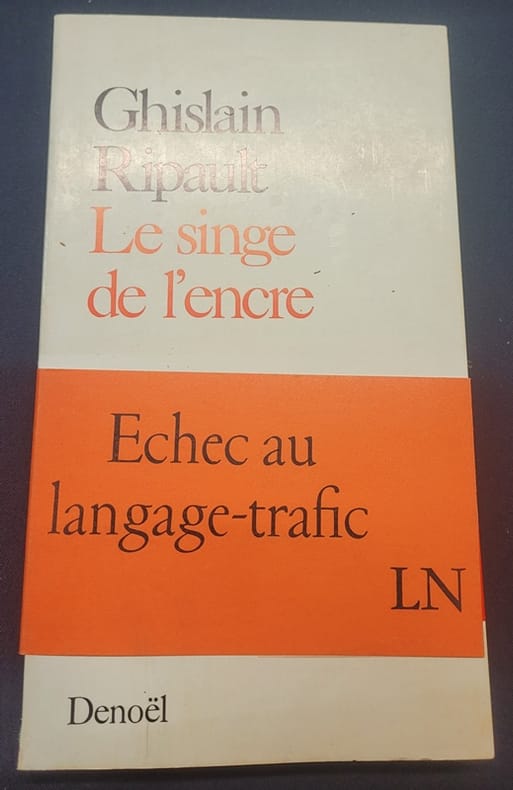 Ghislain
Ripault
Le singe
de l'encre
Echec au
langage-trafic
LN
Denoël